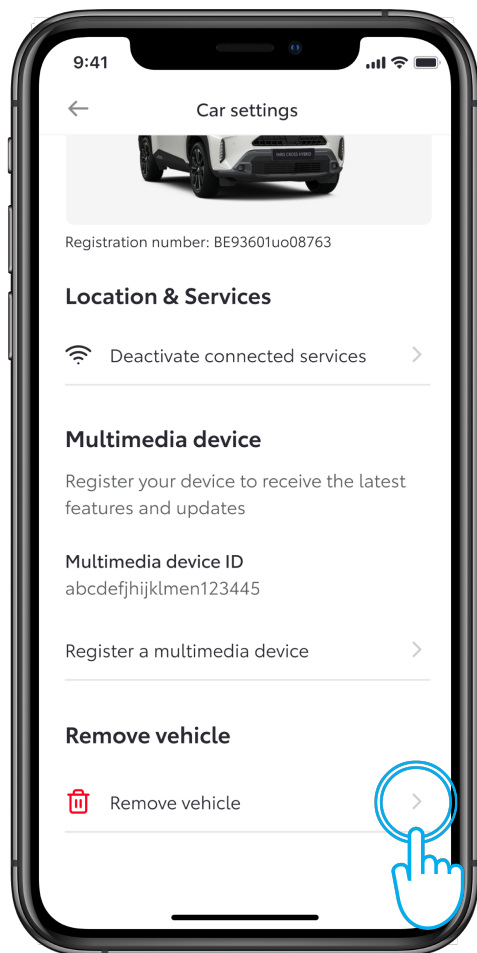 9:41
Car settings
Registration number: BE93601uo08763
Location & Services
Deactivate connected services
Multimedia device
Register your device to receive the latest
features and updates
Multimedia device ID
abcdefjhijklmen123445
Register a multimedia device
Remove vehicle
Remove vehicle